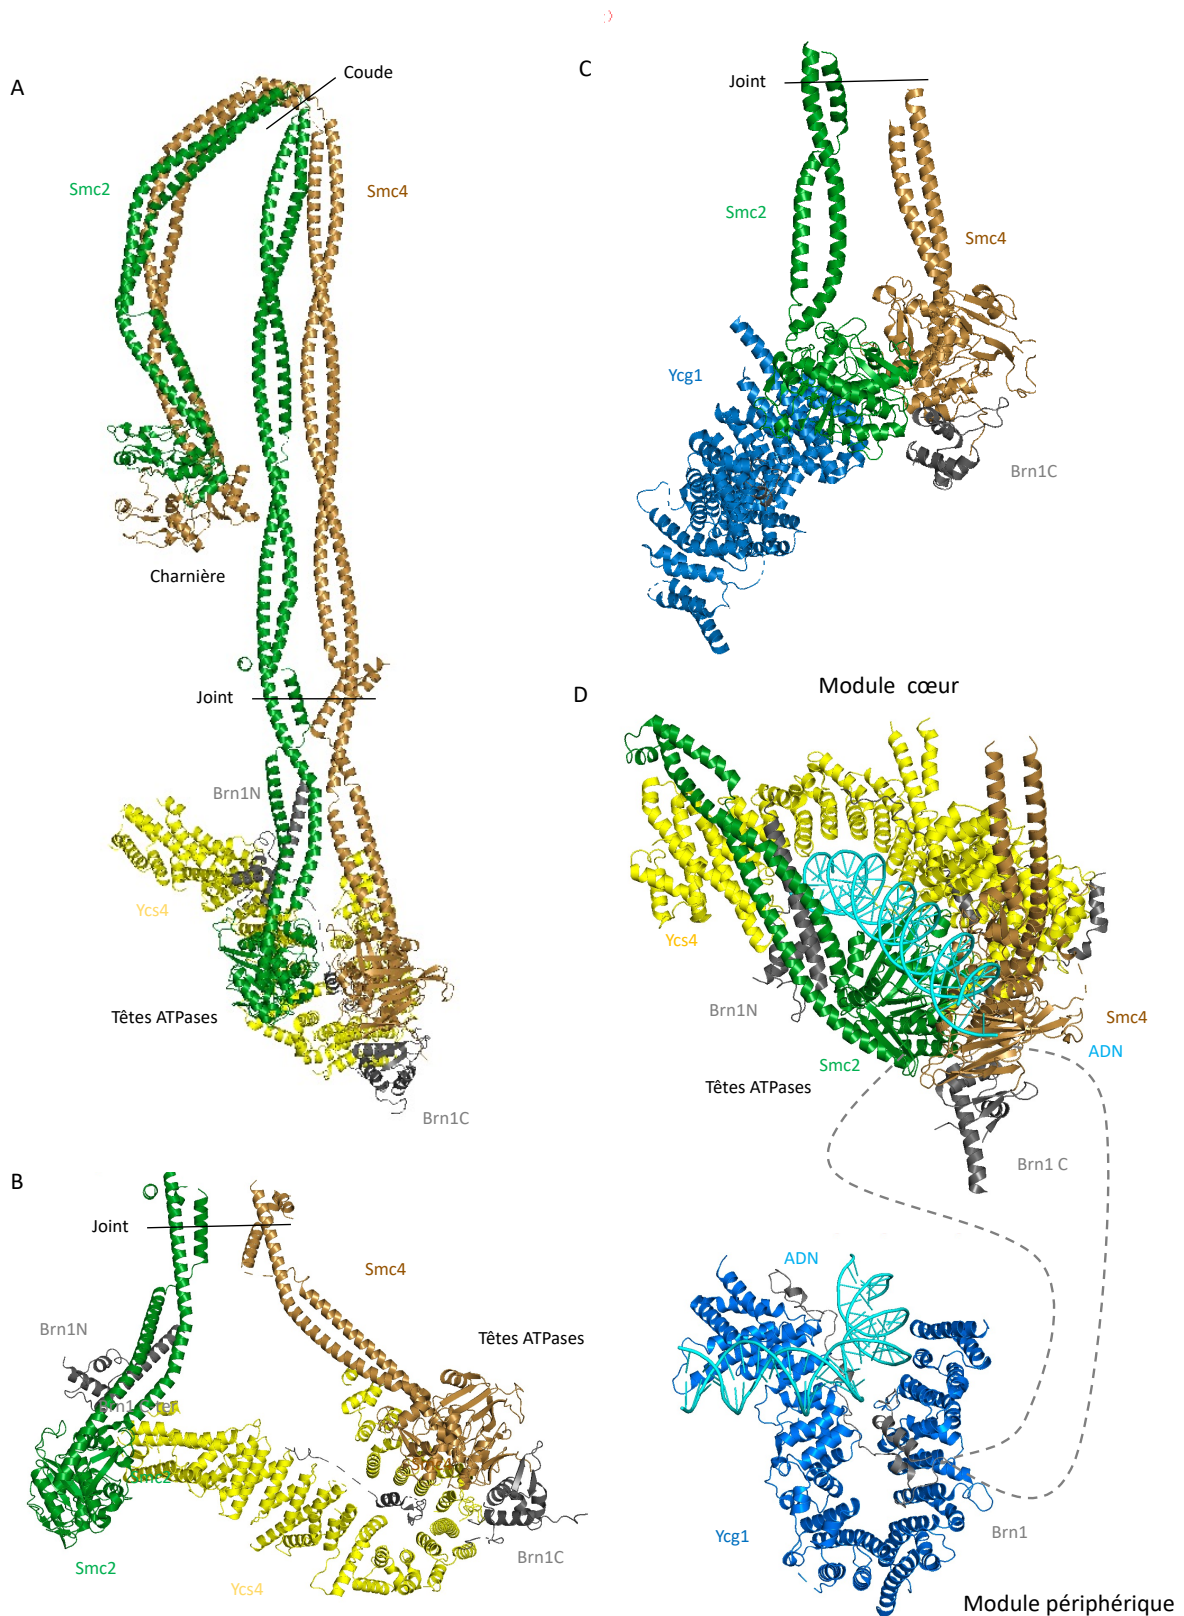 A
Coude
Smc2
Smc4
Charnière
Joint
Brn1N
Ycs4
Têtes ATPases
Brn1C
B
Joint
Smc4
Têtes ATPases
Brn1N
Smc2
Smc2
Ycs4
Brn1C
C
Joint
Smc2
Smc4
Ycg1
Brn1C
Module cœur
D
Ycs4
Brn1N
Smc2
Smc4
ADN
Têtes ATPases
Brn1 C
ADN
Ycg1
Brn1
Module périphérique